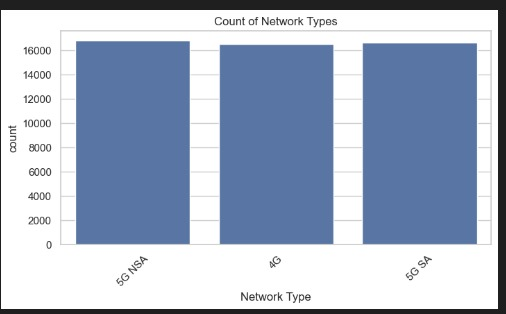 Count of Network Types
count
16000
14000
12000
10000
8000
6000
4000
2000
0
5G NSA
4G
5G SA
Network Type